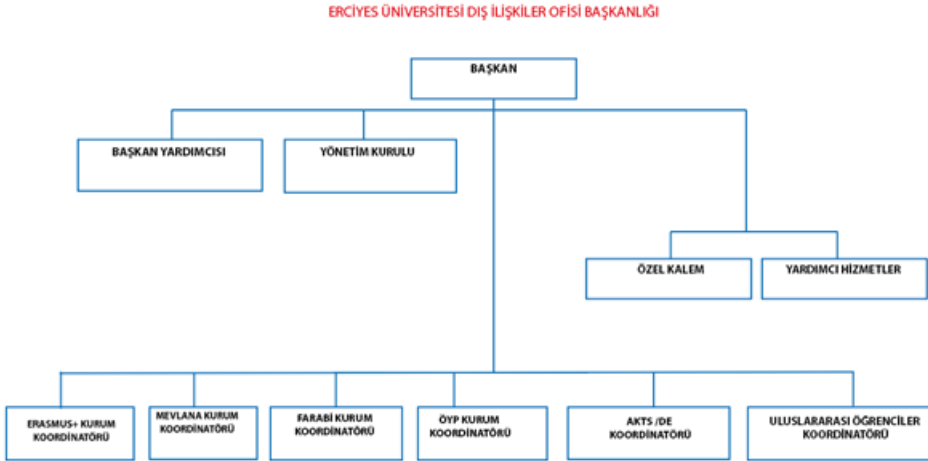 ERCİYES ÜNİVERSİTESİ DIŞ İLİŞKİLER OFİSİ BAŞKANLIĞI
BAŞKAN
BAŞKAN YARDIMCISI
YÖNETİM KURULU
ÖZEL KALEM
YARDIMCI HİZMETLER
ERASMUS+ KURUM
KOORDİNATÖRÜ
MEVLANA KURUM
KOORDİNATÖRÜ
FARABİ KURUM
KOORDİNATÖRÜ
ÖYP KURUM
KOORDİNATÖRÜ
AKTS /DE
KOORDİNATÖRÜ
ULUSLARARASI ÖĞRENCİLER
KOORDİNATÖRÜ